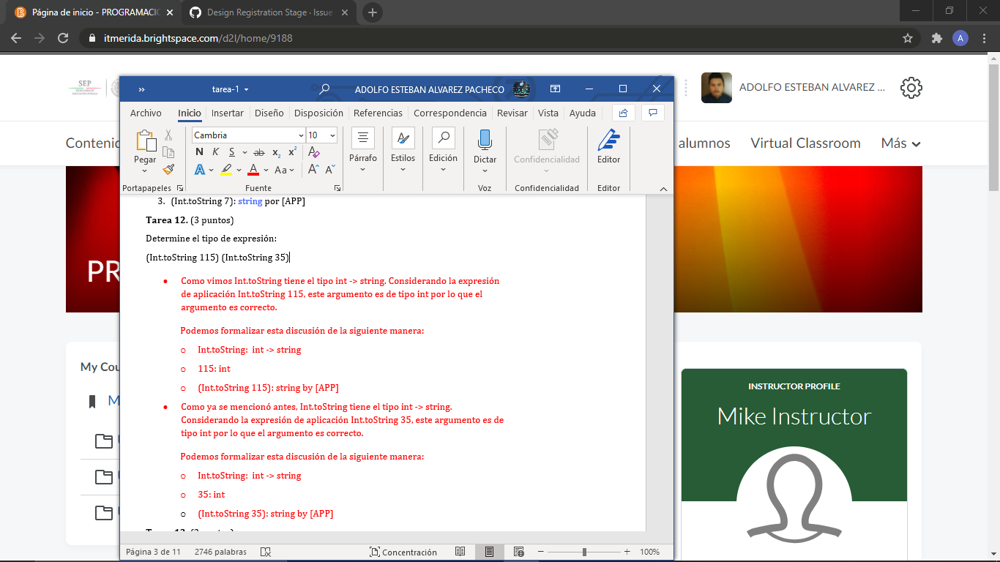 Página de inicio - PROGRAMACIO
Design Registration Stage · Issue
itmerida.brightspace.com/d2l/home/9188
A
SEP
ADOLFO ESTEBAN ALVAREZ ...
Contenid
alumnos
Virtual Classroom
Más
PR
My Cou
M
INSTRUCTOR PROFILE
Mike Instructor
tarea-1
ADOLFO ESTEBAN ALVAREZ PACHECO
Archivo Inicio Insertar Diseño Disposición Referencias Correspondencia Revisar Vista Ayuda
Pegar
Cambria 10
N K S ab x₂ x²
A A Aa A A
Párrafo
Estilos
Edición
Dictar
Confidencialidad
Editor
Portapapeles Fuente Voz Confidencialidad Editor
3. (Int.toString 7): string por [APP]
Tarea 12. (3 puntos)
Determine el tipo de expresión:
(Int.toString 115) (Int.toString 35)
• Como vimos Int.toString tiene el tipo int -> string. Considerando la expresión
de aplicación Int.toString 115, este argumento es de tipo int por lo que el
argumento es correcto.
Podemos formalizar esta discusión de la siguiente manera:
o Int.toString: int -> string
o 115: int
o (Int.toString 115): string by [APP]
• Como ya se mencionó antes, Int.toString tiene el tipo int -> string.
Considerando la expresión de aplicación Int.toString 35, este argumento es de
tipo int por lo que el argumento es correcto.
Podemos formalizar esta discusión de la siguiente manera:
o Int.toString: int -> string
o 35: int
o (Int.toString 35): string by [APP]
Página 3 de 11 2746 palabras Concentración 100%